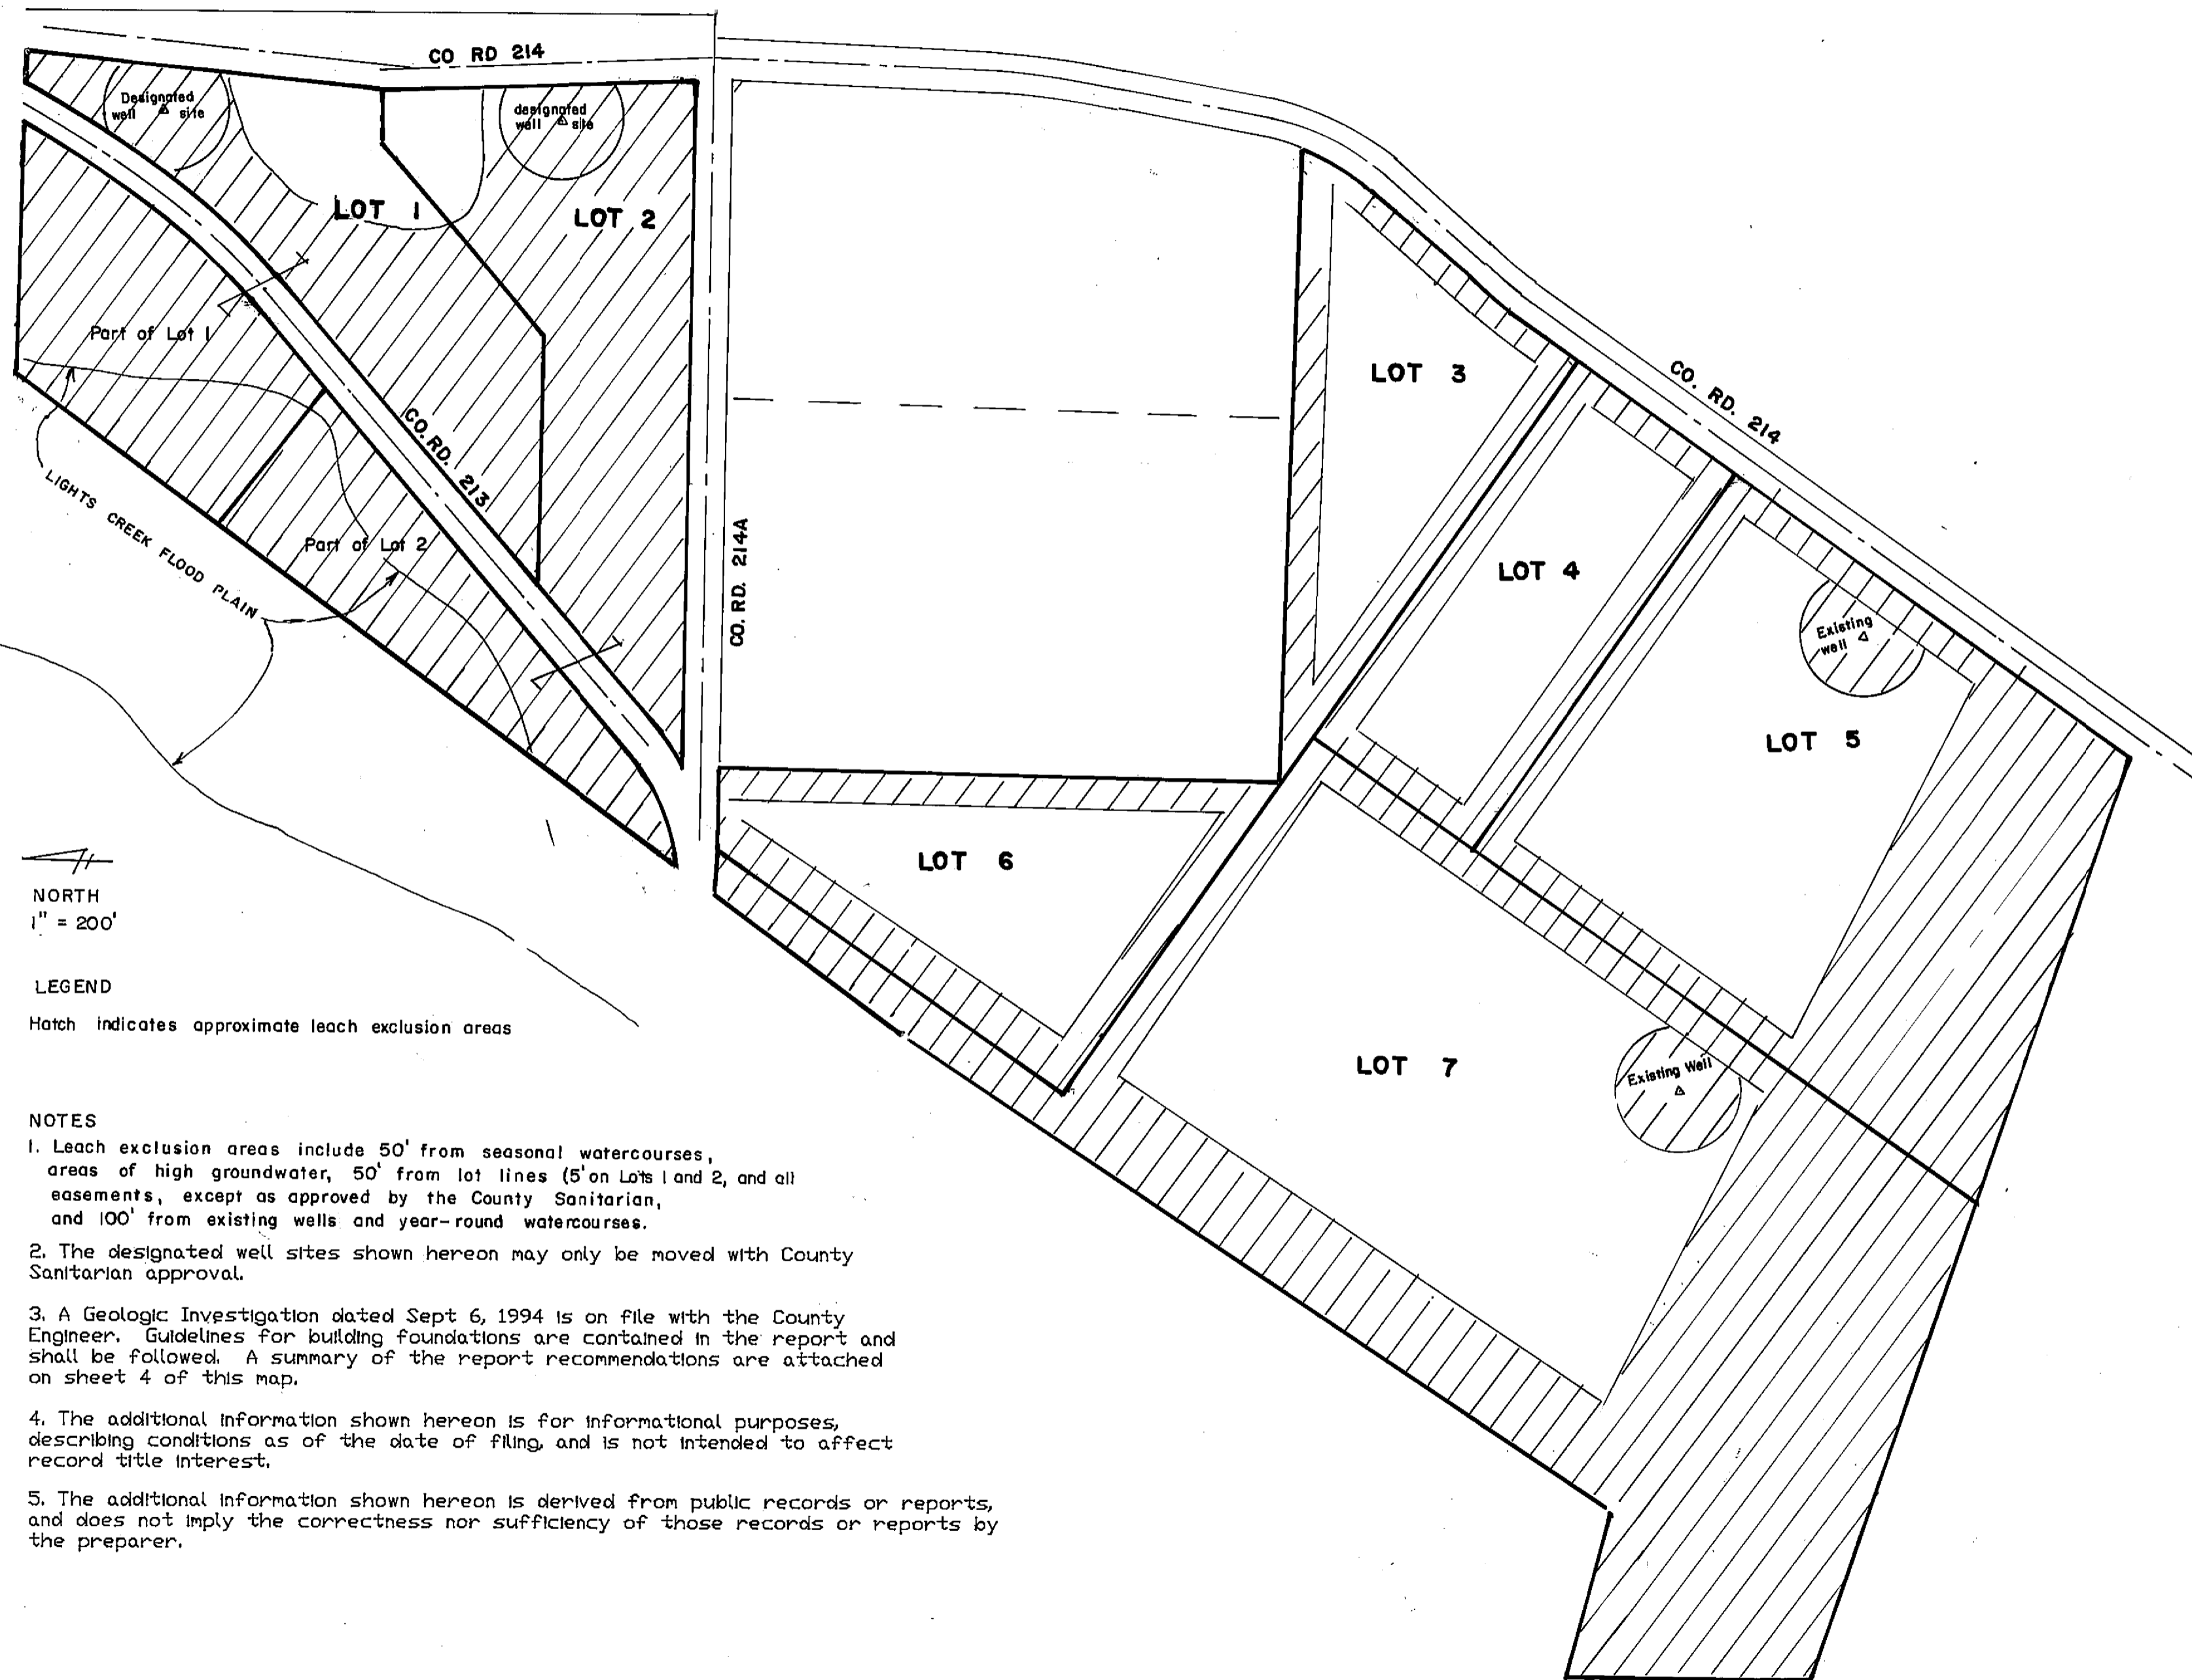 CO RD 214
Designated
well site
designated
well site
LOT 1
LOT 2
Part of Lot 1
CO. RD. 213
Part of Lot 2
LIGHTS CREEK FLOOD PLAIN
CO. RD. 214A
LOT 3
CO. RD. 214
LOT 4
Existing
well
LOT 5
LOT 6
LOT 7
Existing Well
NORTH
1" = 200'
LEGEND
Hatch indicates approximate leach exclusion areas
NOTES
1. Leach exclusion areas include 50' from seasonal watercourses,
areas of high groundwater, 50' from lot lines (5' on Lots 1 and 2, and all
easements, except as approved by the County Sanitarian,
and 100' from existing wells and year-round watercourses.
2. The designated well sites shown hereon may only be moved with County
Sanitarian approval.
3. A Geologic Investigation dated Sept 6, 1994 is on file with the County
Engineer. Guidelines for building foundations are contained in the report and
shall be followed. A summary of the report recommendations are attached
on sheet 4 of this map.
4. The additional information shown hereon is for informational purposes,
describing conditions as of the date of filing, and is not intended to affect
record title interest.
5. The additional information shown hereon is derived from public records or reports,
and does not imply the correctness nor sufficiency of those records or reports by
the preparer.